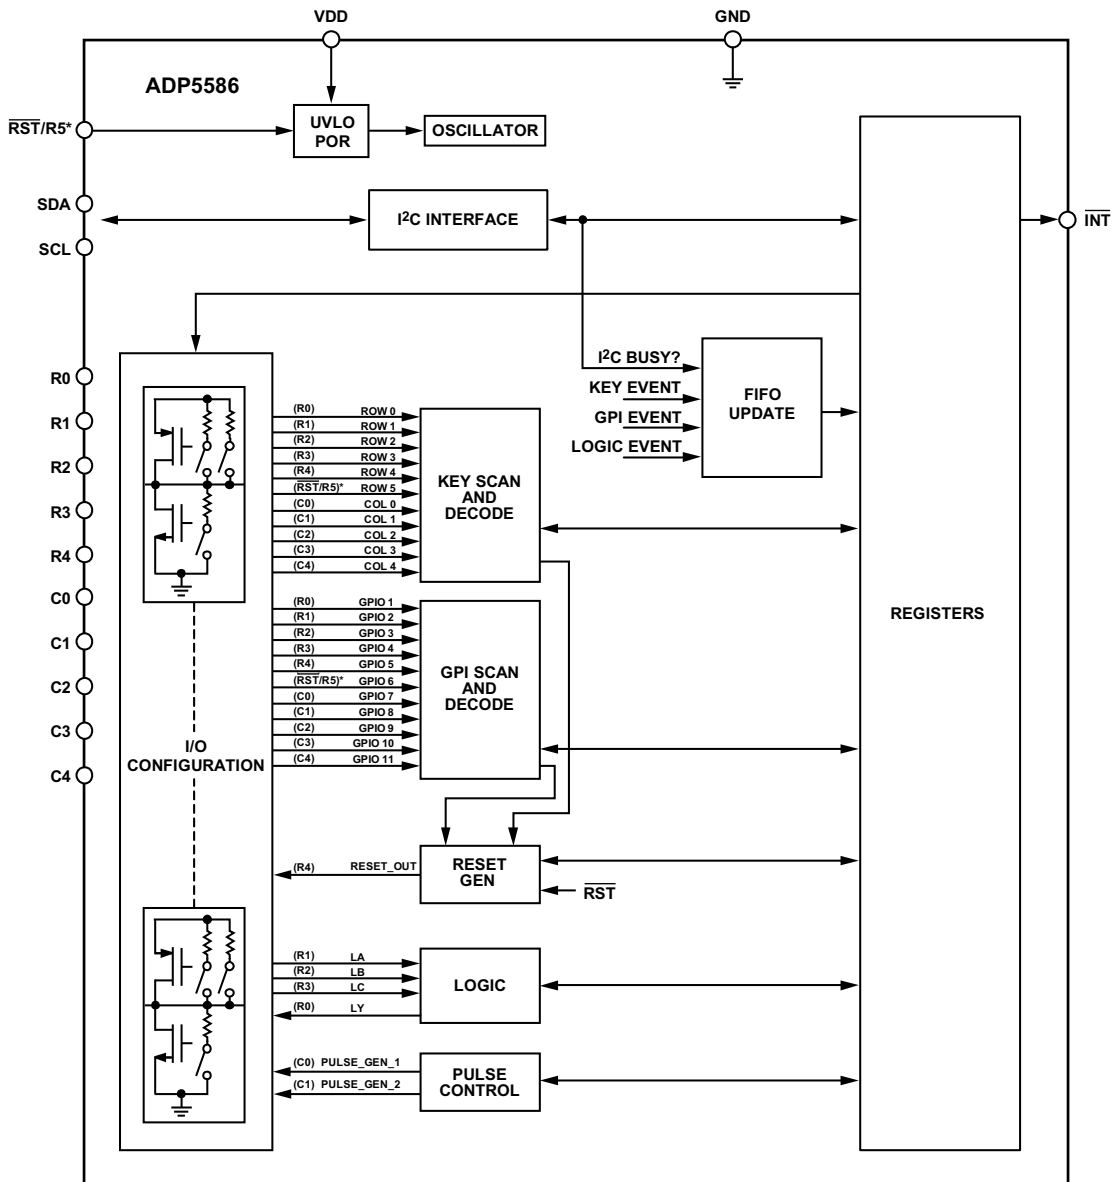 VDD
GND
ADP5586
RST/R5*
UVLO
POR
OSCILLATOR
SDA
I2C INTERFACE
INT
SCL
I2C BUSY?
KEY EVENT
GPI EVENT
LOGIC EVENT
FIFO
UPDATE
R0
R1
R2
R3
R4
C0
C1
C2
C3
C4
(R0) ROW 0
(R1) ROW 1
(R2) ROW 2
(R3) ROW 3
(R4) ROW 4
(RST/R5)* ROW 5
(C0) COL 0
(C1) COL 1
(C2) COL 2
(C3) COL 3
(C4) COL 4
KEY SCAN
AND
DECODE
REGISTERS
(R0) GPIO 1
(R1) GPIO 2
(R2) GPIO 3
(R3) GPIO 4
(R4) GPIO 5
(RST/R5)* GPIO 6
(C0) GPIO 7
(C1) GPIO 8
(C2) GPIO 9
(C3) GPIO 10
(C4) GPIO 11
GPI SCAN
AND
DECODE
I/O
CONFIGURATION
(R4) RESET_OUT
RESET
GEN
RST
(R1) LA
(R2) LB
(R3) LC
(R0) LY
LOGIC
(C0) PULSE_GEN_1
(C1) PULSE_GEN_2
PULSE
CONTROL